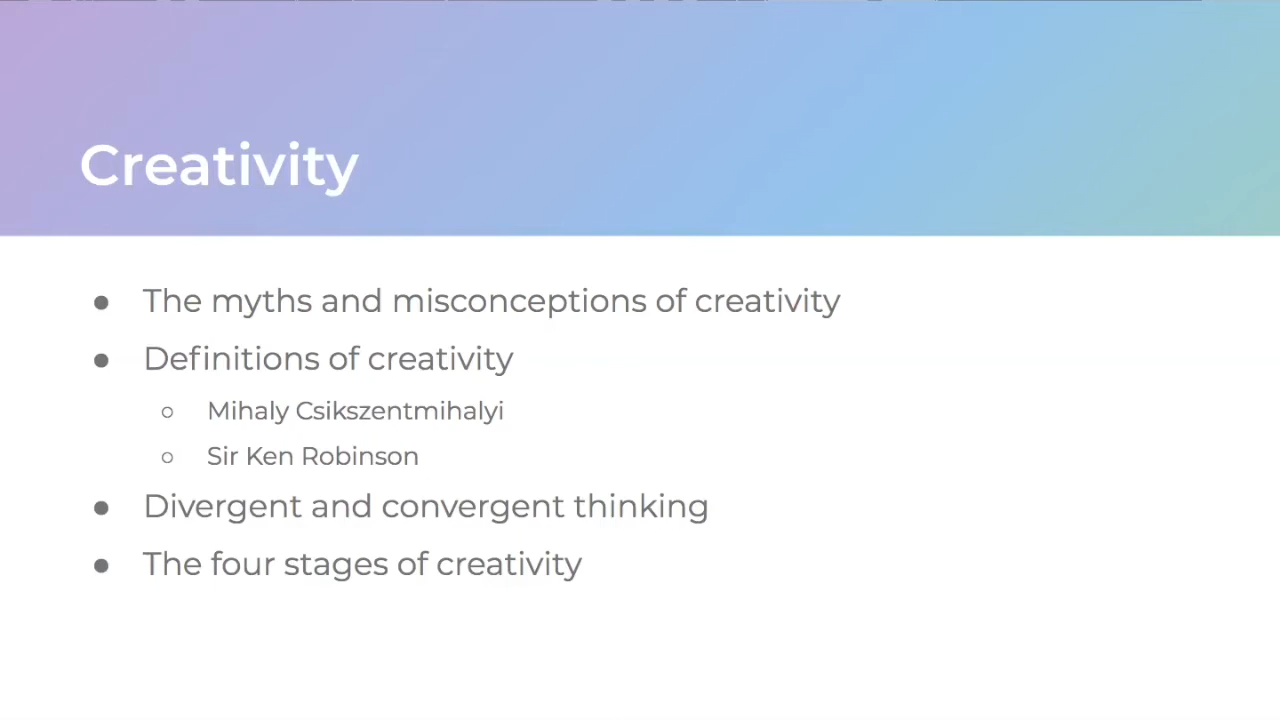 Creativity
● The myths and misconceptions of creativity
● Definitions of creativity
○ Mihaly Csikszentmihalyi
○ Sir Ken Robinson
● Divergent and convergent thinking
● The four stages of creativity